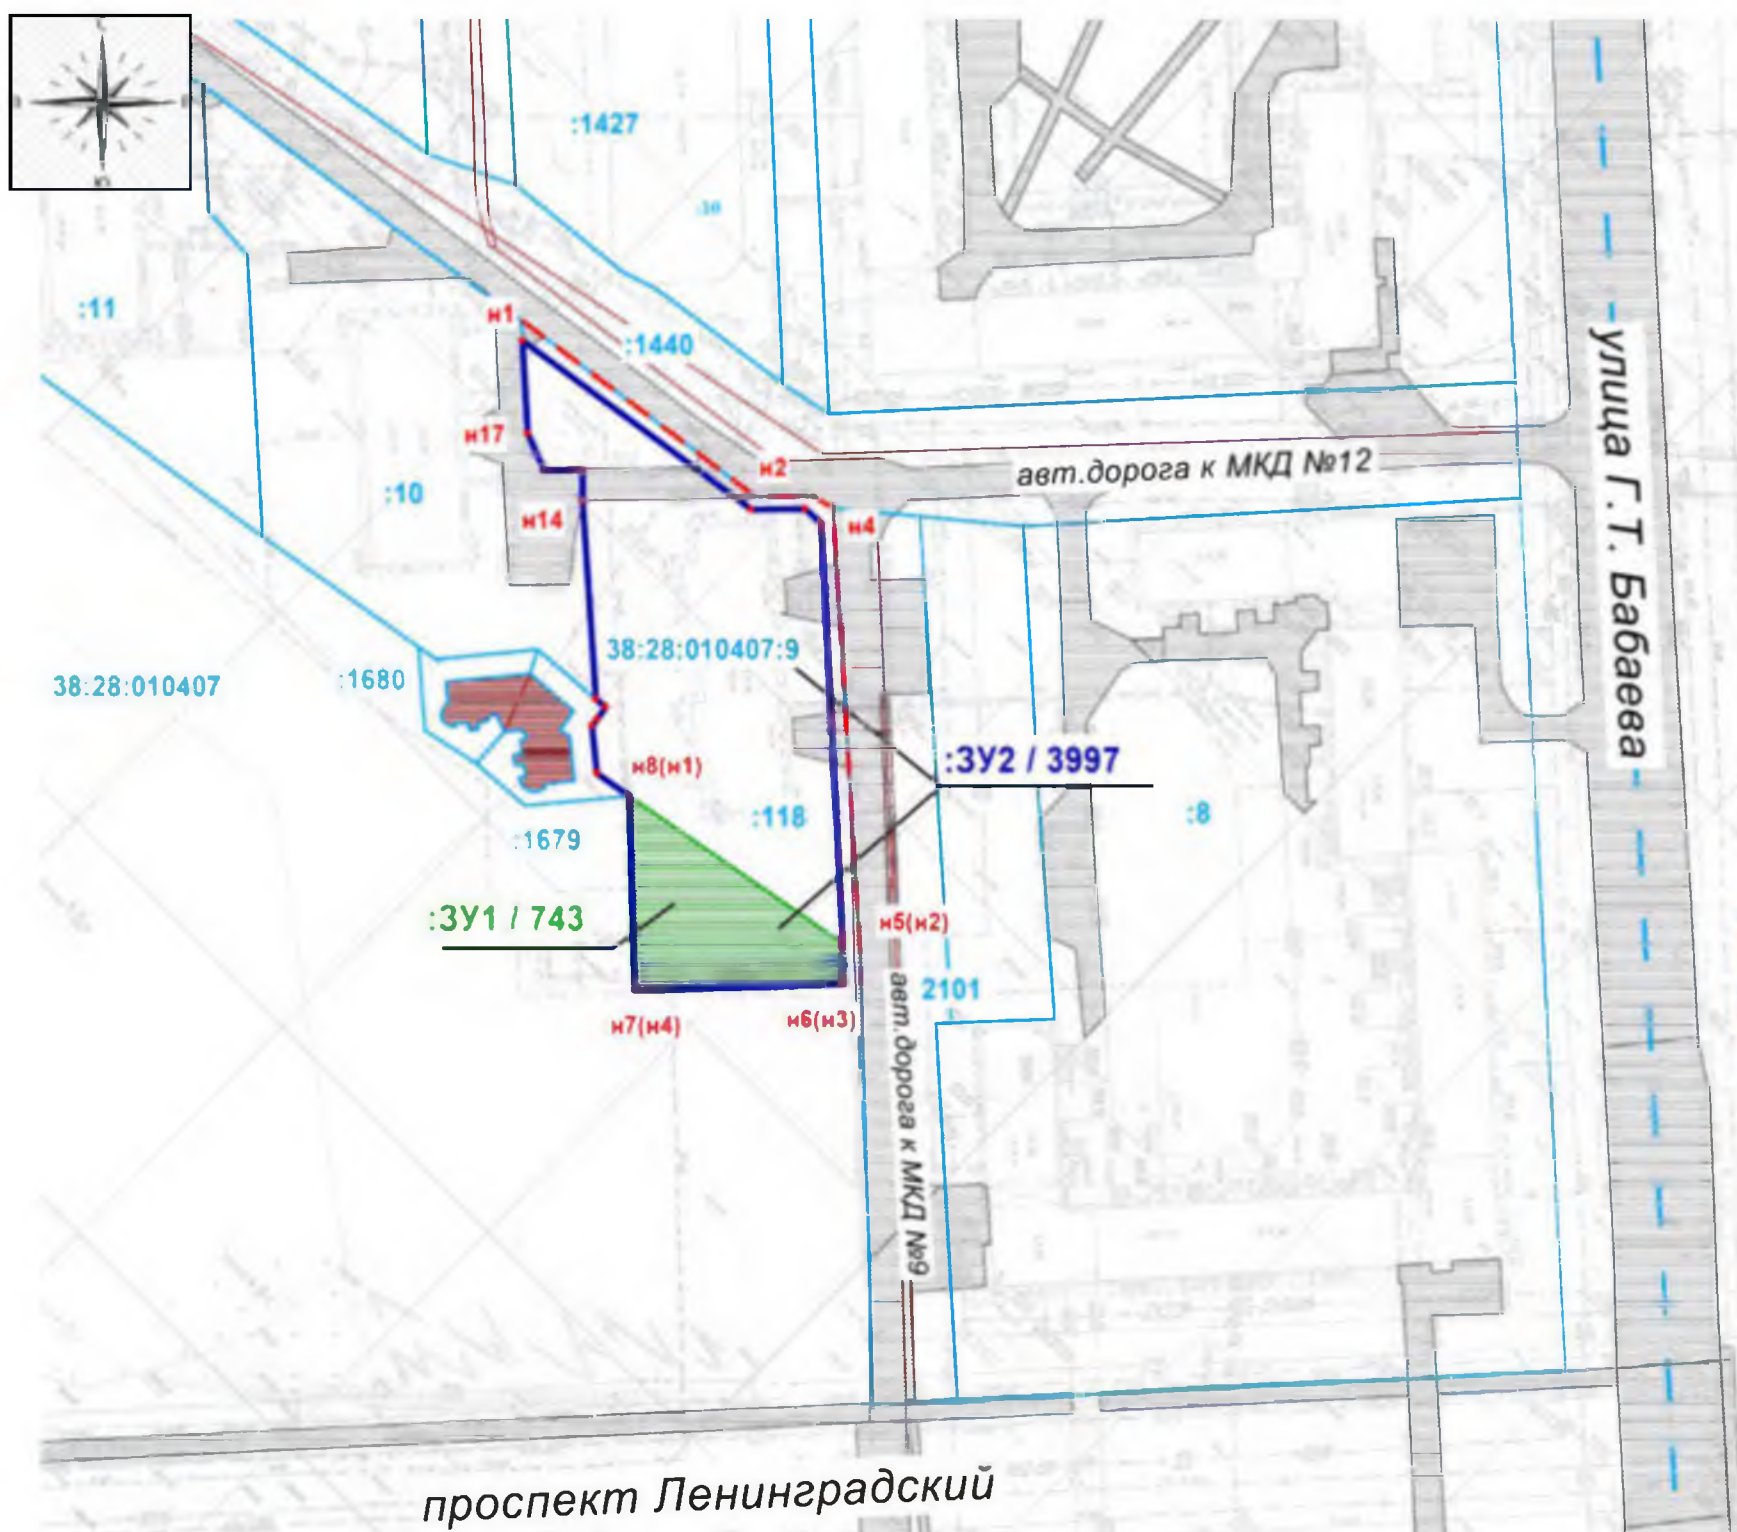 :1427
:30
:11
н1
:1440
улица Г.Т. Бабаева
н17
н2
авт.дорога к МКД №12
:10
н14
н4
38:28:010407:9
38:28:010407
:1680
н8(н1)
:ЗУ2 / 3997
:118
:8
:1679
:ЗУ1 / 743
н5(н2)
2101
н7(н4)
н6(н3)
авт.дорога к МКД №9
проспект Ленинградский